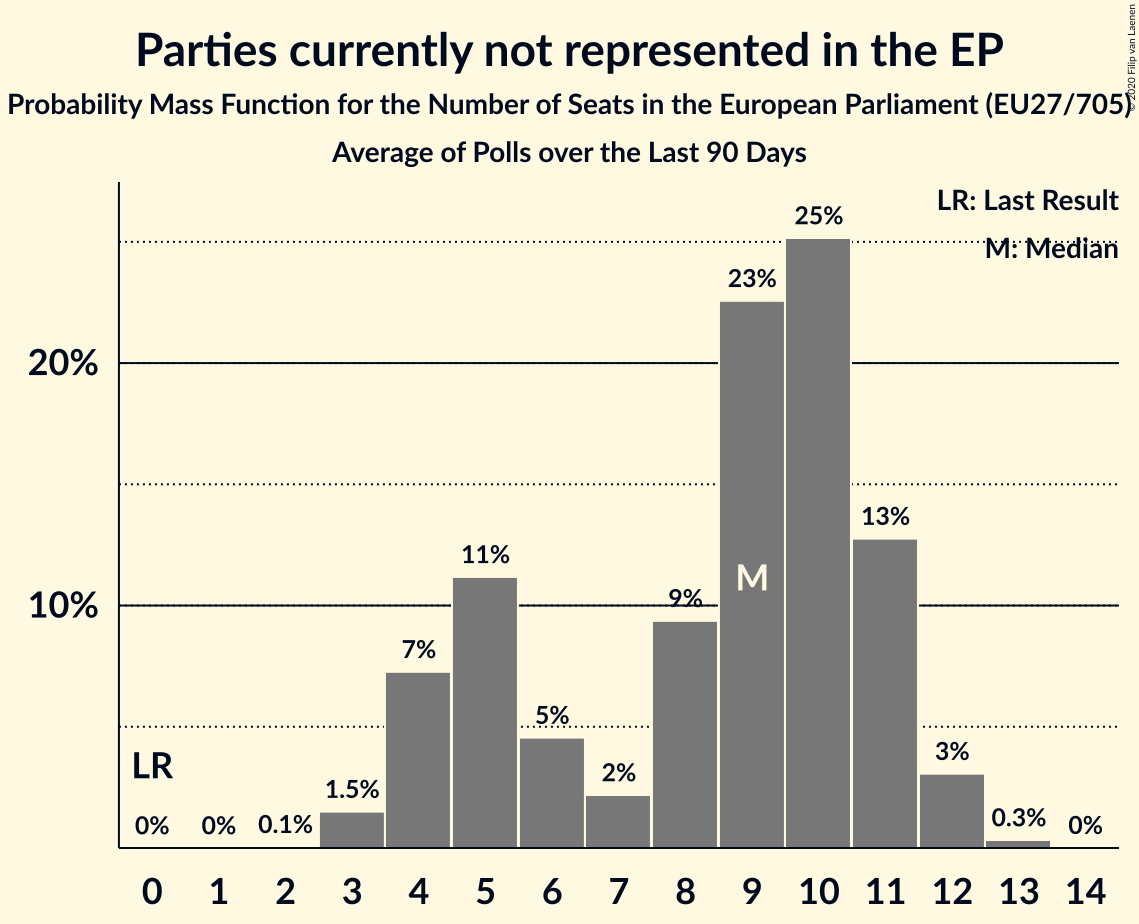 Parties currently not represented in the EP
Probability Mass Function for the Number of Seats in the European Parliament (EU27/705)
Average of Polls over the Last 90 Days
© 2020 Filip van Laenen
LR: Last Result
M: Median
20%
10%
LR
0%
0%
0.1%
1.5%
7%
11%
5%
2%
9%
23%
M
25%
13%
3%
0.3%
0%
0 1 2 3 4 5 6 7 8 9 10 11 12 13 14